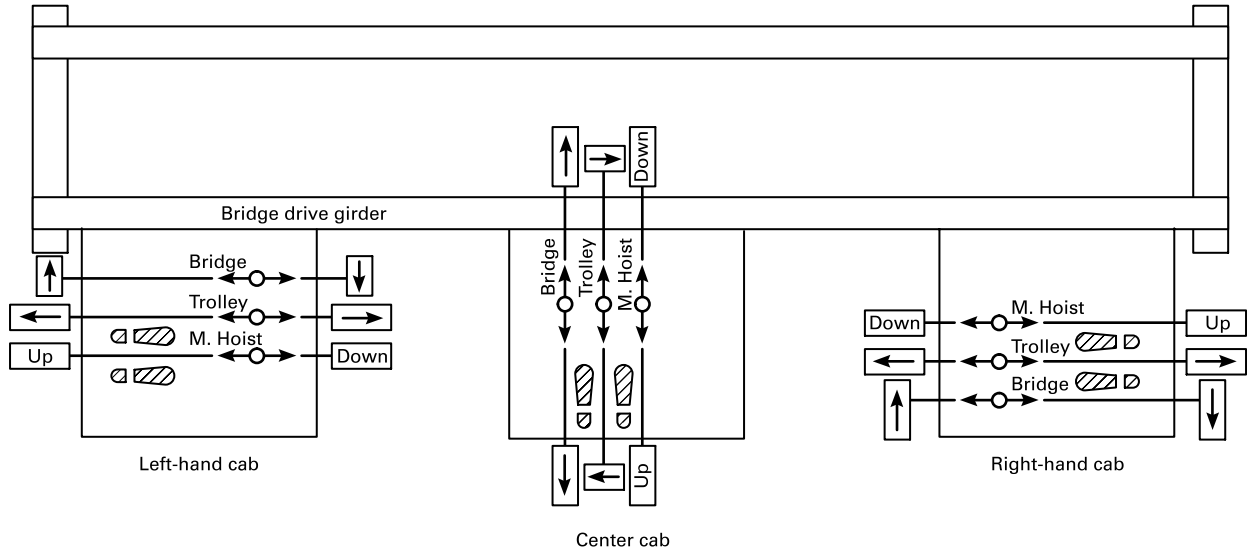 Down
Bridge drive girder
Bridge
Trolley
M. Hoist
Up
Down
Left-hand cab
Bridge
Trolley
M. Hoist
Up
Center cab
M. Hoist
Down
Up
Trolley
Bridge
Right-hand cab